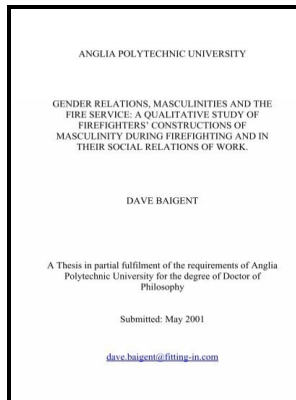 ANGLIA POLYTECHNIC UNIVERSITY
GENDER RELATIONS, MASCULINITIES AND THE
FIRE SERVICE: A QUALITATIVE STUDY OF
FIREFIGHTERS' CONSTRUCTIONS OF
MASCULINITY DURING FIREFIGHTING AND IN
THEIR SOCIAL RELATIONS OF WORK.
DAVE BAIGENT
A Thesis in partial fulfilment of the requirements of Anglia
Polytechnic University for the degree of Doctor of
Philosophy
Submitted: May 2001
dave.baigent@fitting-in.com